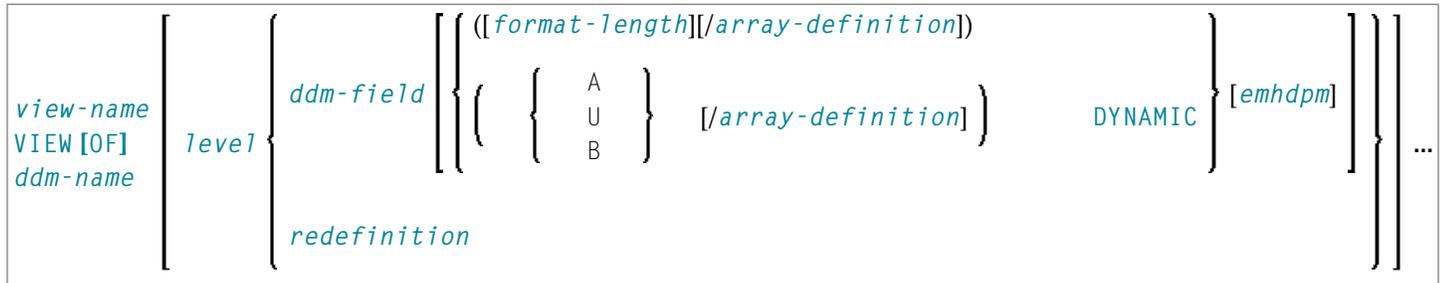 view-name
VIEW [OF]
ddm-name
level
ddm-field
([format-length][/array-definition])
( { A
U
B } [/array-definition] ) DYNAMIC
[emhdpm]
redefinition
...